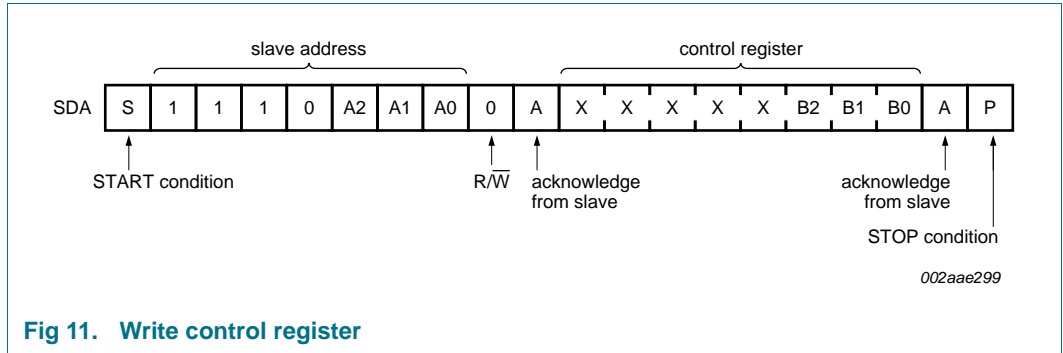 slave address control register
SDA S 1 1 1 0 A2 A1 A0 0 A X X X X X B2 B1 B0 A P
START condition R/W̅ acknowledge from slave acknowledge from slave
STOP condition
002aae299
Fig 11. Write control register